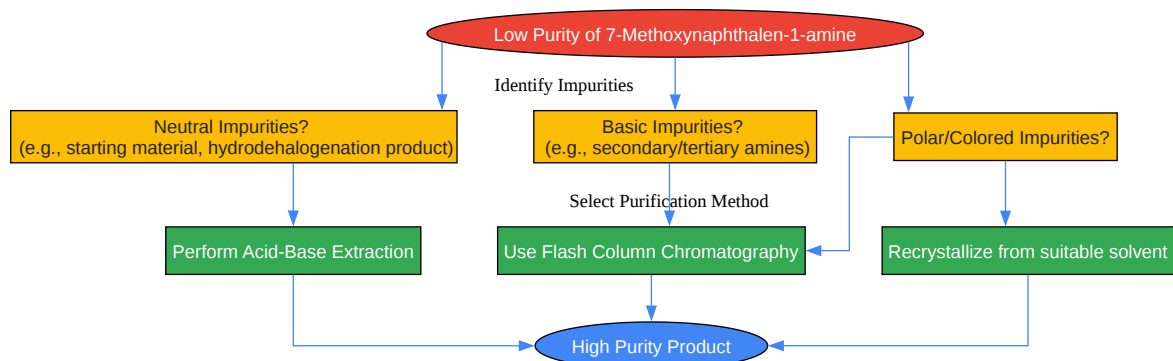 Low Purity of 7-Methoxynaphthalen-1-amine
Identify Impurities
Neutral Impurities?
(e.g., starting material, hydrodehalogenation product)
Basic Impurities?
(e.g., secondary/tertiary amines)
Polar/Colored Impurities?
Select Purification Method
Perform Acid-Base Extraction
Use Flash Column Chromatography
Recrystallize from suitable solvent
High Purity Product